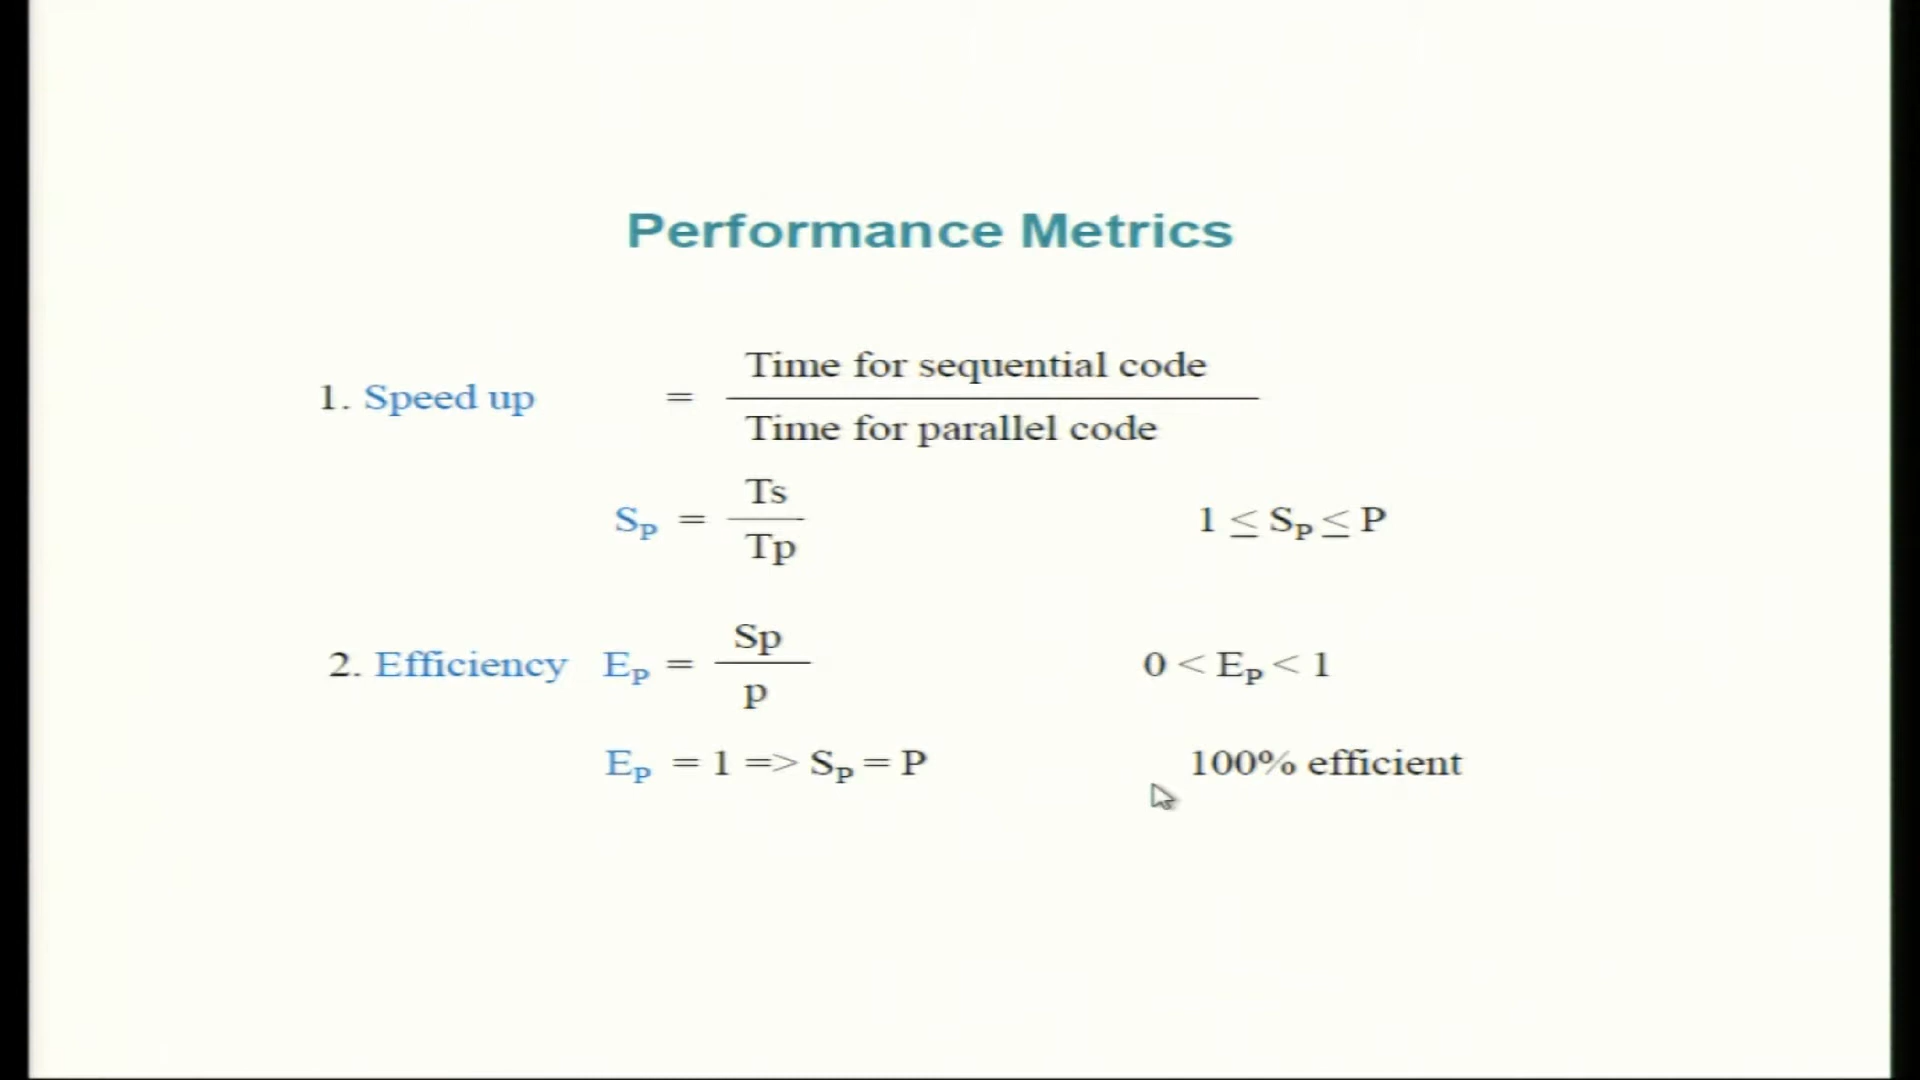 Performance Metrics
1. Speed up = Time for sequential code
Time for parallel code
Sₚ = Ts
Tp
1 ≤ Sₚ ≤ P
2. Efficiency Eₚ = Sp
p
0 < Eₚ < 1
Eₚ = 1 => Sₚ = P
100% efficient